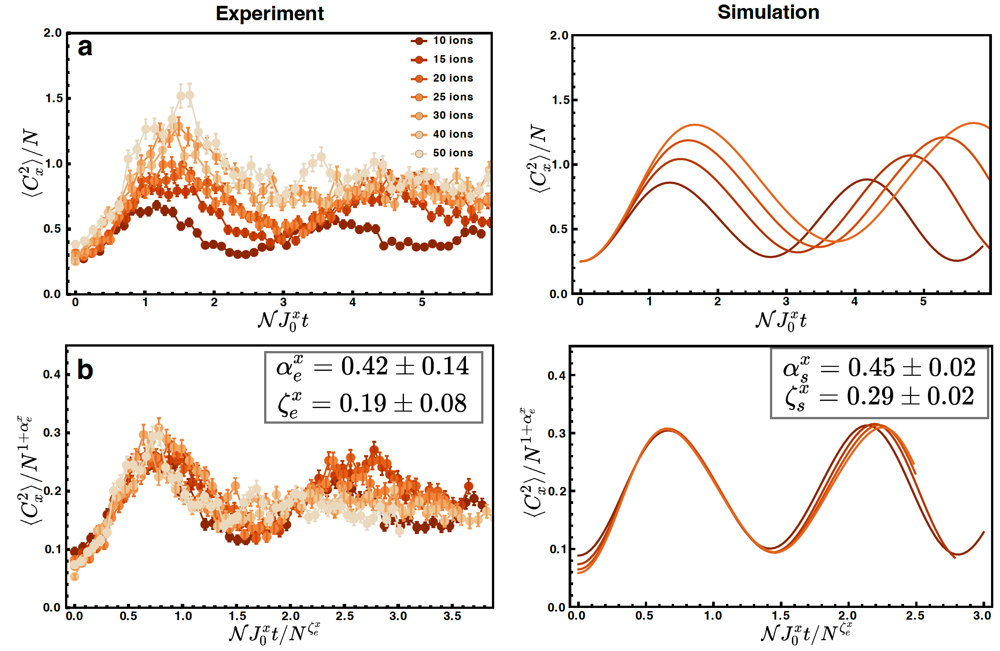 Experiment
Simulation
a
2.0
1.5
1.0
0.5
0.0
⟨C_x^2⟩/N
10 ions
15 ions
20 ions
25 ions
30 ions
40 ions
50 ions
0 1 2 3 4 5
𝒩J_0^x t
2.0
1.5
1.0
0.5
0.0
⟨C_x^2⟩/N
0 1 2 3 4 5
𝒩J_0^x t
b
0.4
0.3
0.2
0.1
0.0
⟨C_x^2⟩/N^{1+α_e^x}
α_e^x = 0.42 ± 0.14
ζ_e^x = 0.19 ± 0.08
0.0 0.5 1.0 1.5 2.0 2.5 3.0 3.5
𝒩J_0^x t/N^{ζ_e^x}
0.4
0.3
0.2
0.1
0.0
⟨C_x^2⟩/N^{1+α_e^x}
α_s^x = 0.45 ± 0.02
ζ_s^x = 0.29 ± 0.02
0.0 0.5 1.0 1.5 2.0 2.5 3.0
𝒩J_0^x t/N^{ζ_e^x}